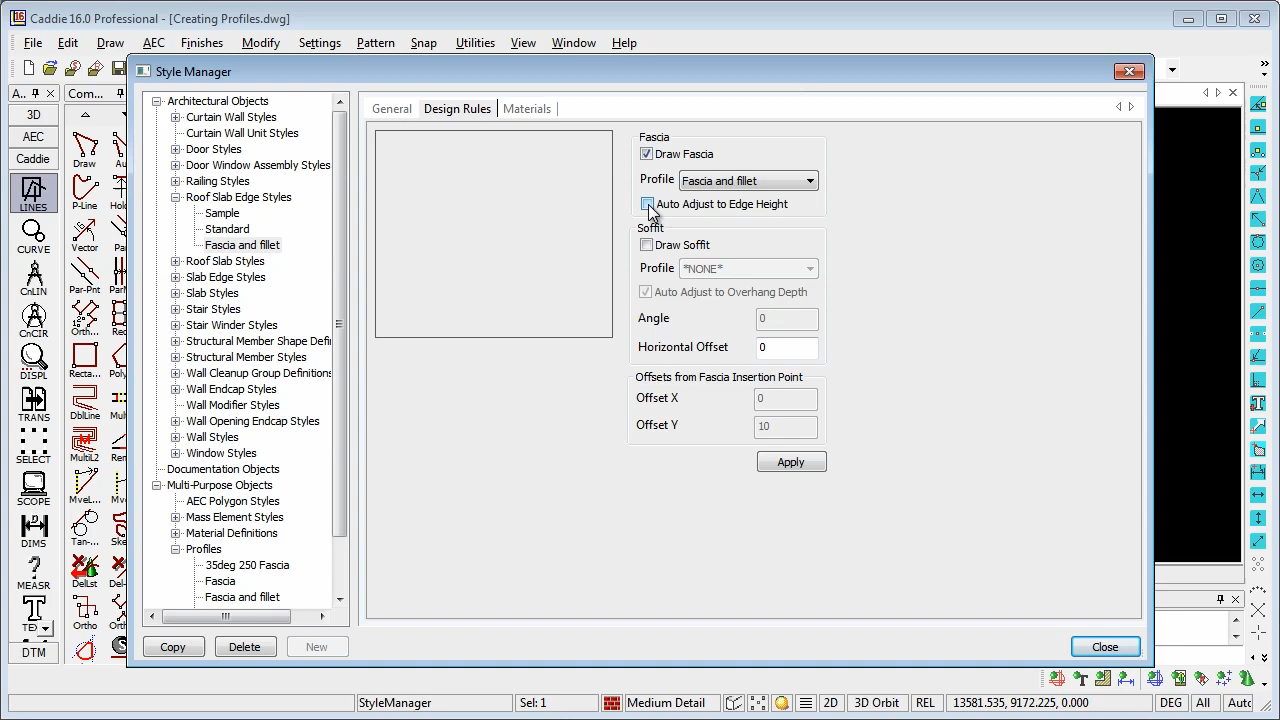 Caddie 16.0 Professional - [Creating Profiles.dwg]
File Edit Draw AEC Finishes Modify Settings Pattern Snap Utilities View Window Help
Style Manager
A..
Com...
3D
AEC
Caddie
LINES
CURVE
CnLIN
CnCIR
DISPL
TRANS
SELECT
SCOPE
DIMS
MEASR
DTM
Draw
P-Line
Vector
Par-Pnt
Orth...
Recta...
DblLine
MultiL2
MveL...
Tan-...
DelLst
Ortho
Architectural Objects
Curtain Wall Styles
Curtain Wall Unit Styles
Door Styles
Door Window Assembly Styles
Railing Styles
Roof Slab Edge Styles
Sample
Standard
Fascia and fillet
Roof Slab Styles
Slab Edge Styles
Slab Styles
Stair Styles
Stair Winder Styles
Structural Member Shape Defi
Structural Member Styles
Wall Cleanup Group Definitions
Wall Endcap Styles
Wall Modifier Styles
Wall Opening Endcap Styles
Wall Styles
Window Styles
Documentation Objects
Multi-Purpose Objects
AEC Polygon Styles
Mass Element Styles
Material Definitions
Profiles
35deg 250 Fascia
Fascia
Fascia and fillet
Copy
Delete
New
General
Design Rules
Materials
Fascia
Draw Fascia
Profile Fascia and fillet
Auto Adjust to Edge Height
Soffit
Draw Soffit
Profile *NONE*
Auto Adjust to Overhang Depth
Angle 0
Horizontal Offset 0
Offsets from Fascia Insertion Point
Offset X 0
Offset Y 10
Apply
Close
StyleManager
Sel: 1
Medium Detail
2D
3D Orbit
REL
13581.535, 9172.225, 0.000
DEG
All
Auto